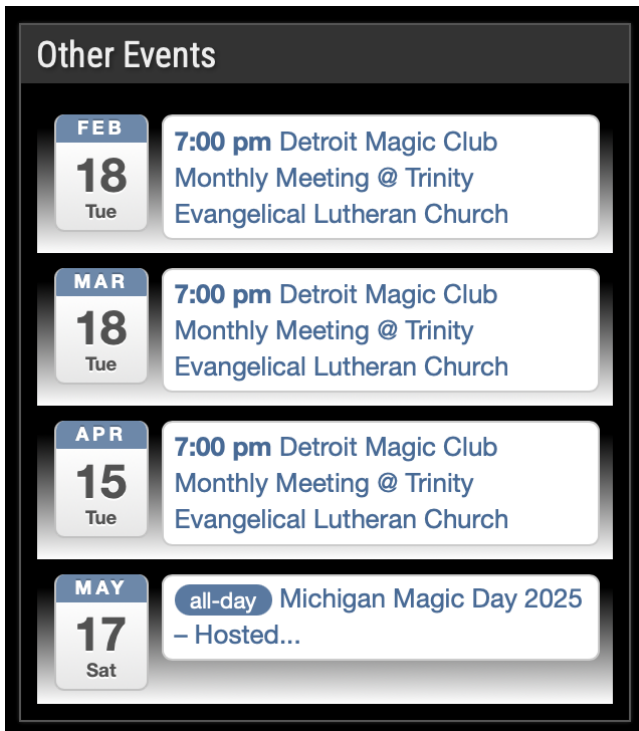 Other Events
FEB
18
Tue
7:00 pm Detroit Magic Club
Monthly Meeting @ Trinity
Evangelical Lutheran Church
MAR
18
Tue
7:00 pm Detroit Magic Club
Monthly Meeting @ Trinity
Evangelical Lutheran Church
APR
15
Tue
7:00 pm Detroit Magic Club
Monthly Meeting @ Trinity
Evangelical Lutheran Church
MAY
17
Sat
all-day Michigan Magic Day 2025
– Hosted...